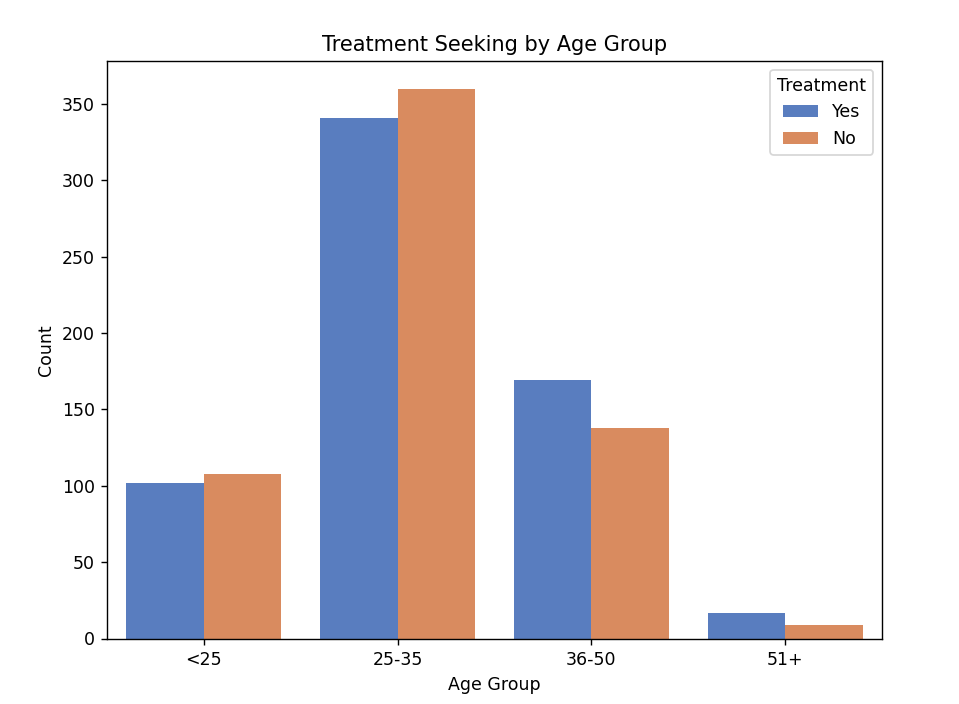 Treatment Seeking by Age Group
Treatment
Yes
No
350
300
250
200
150
100
50
0
Count
<25
25-35
36-50
51+
Age Group